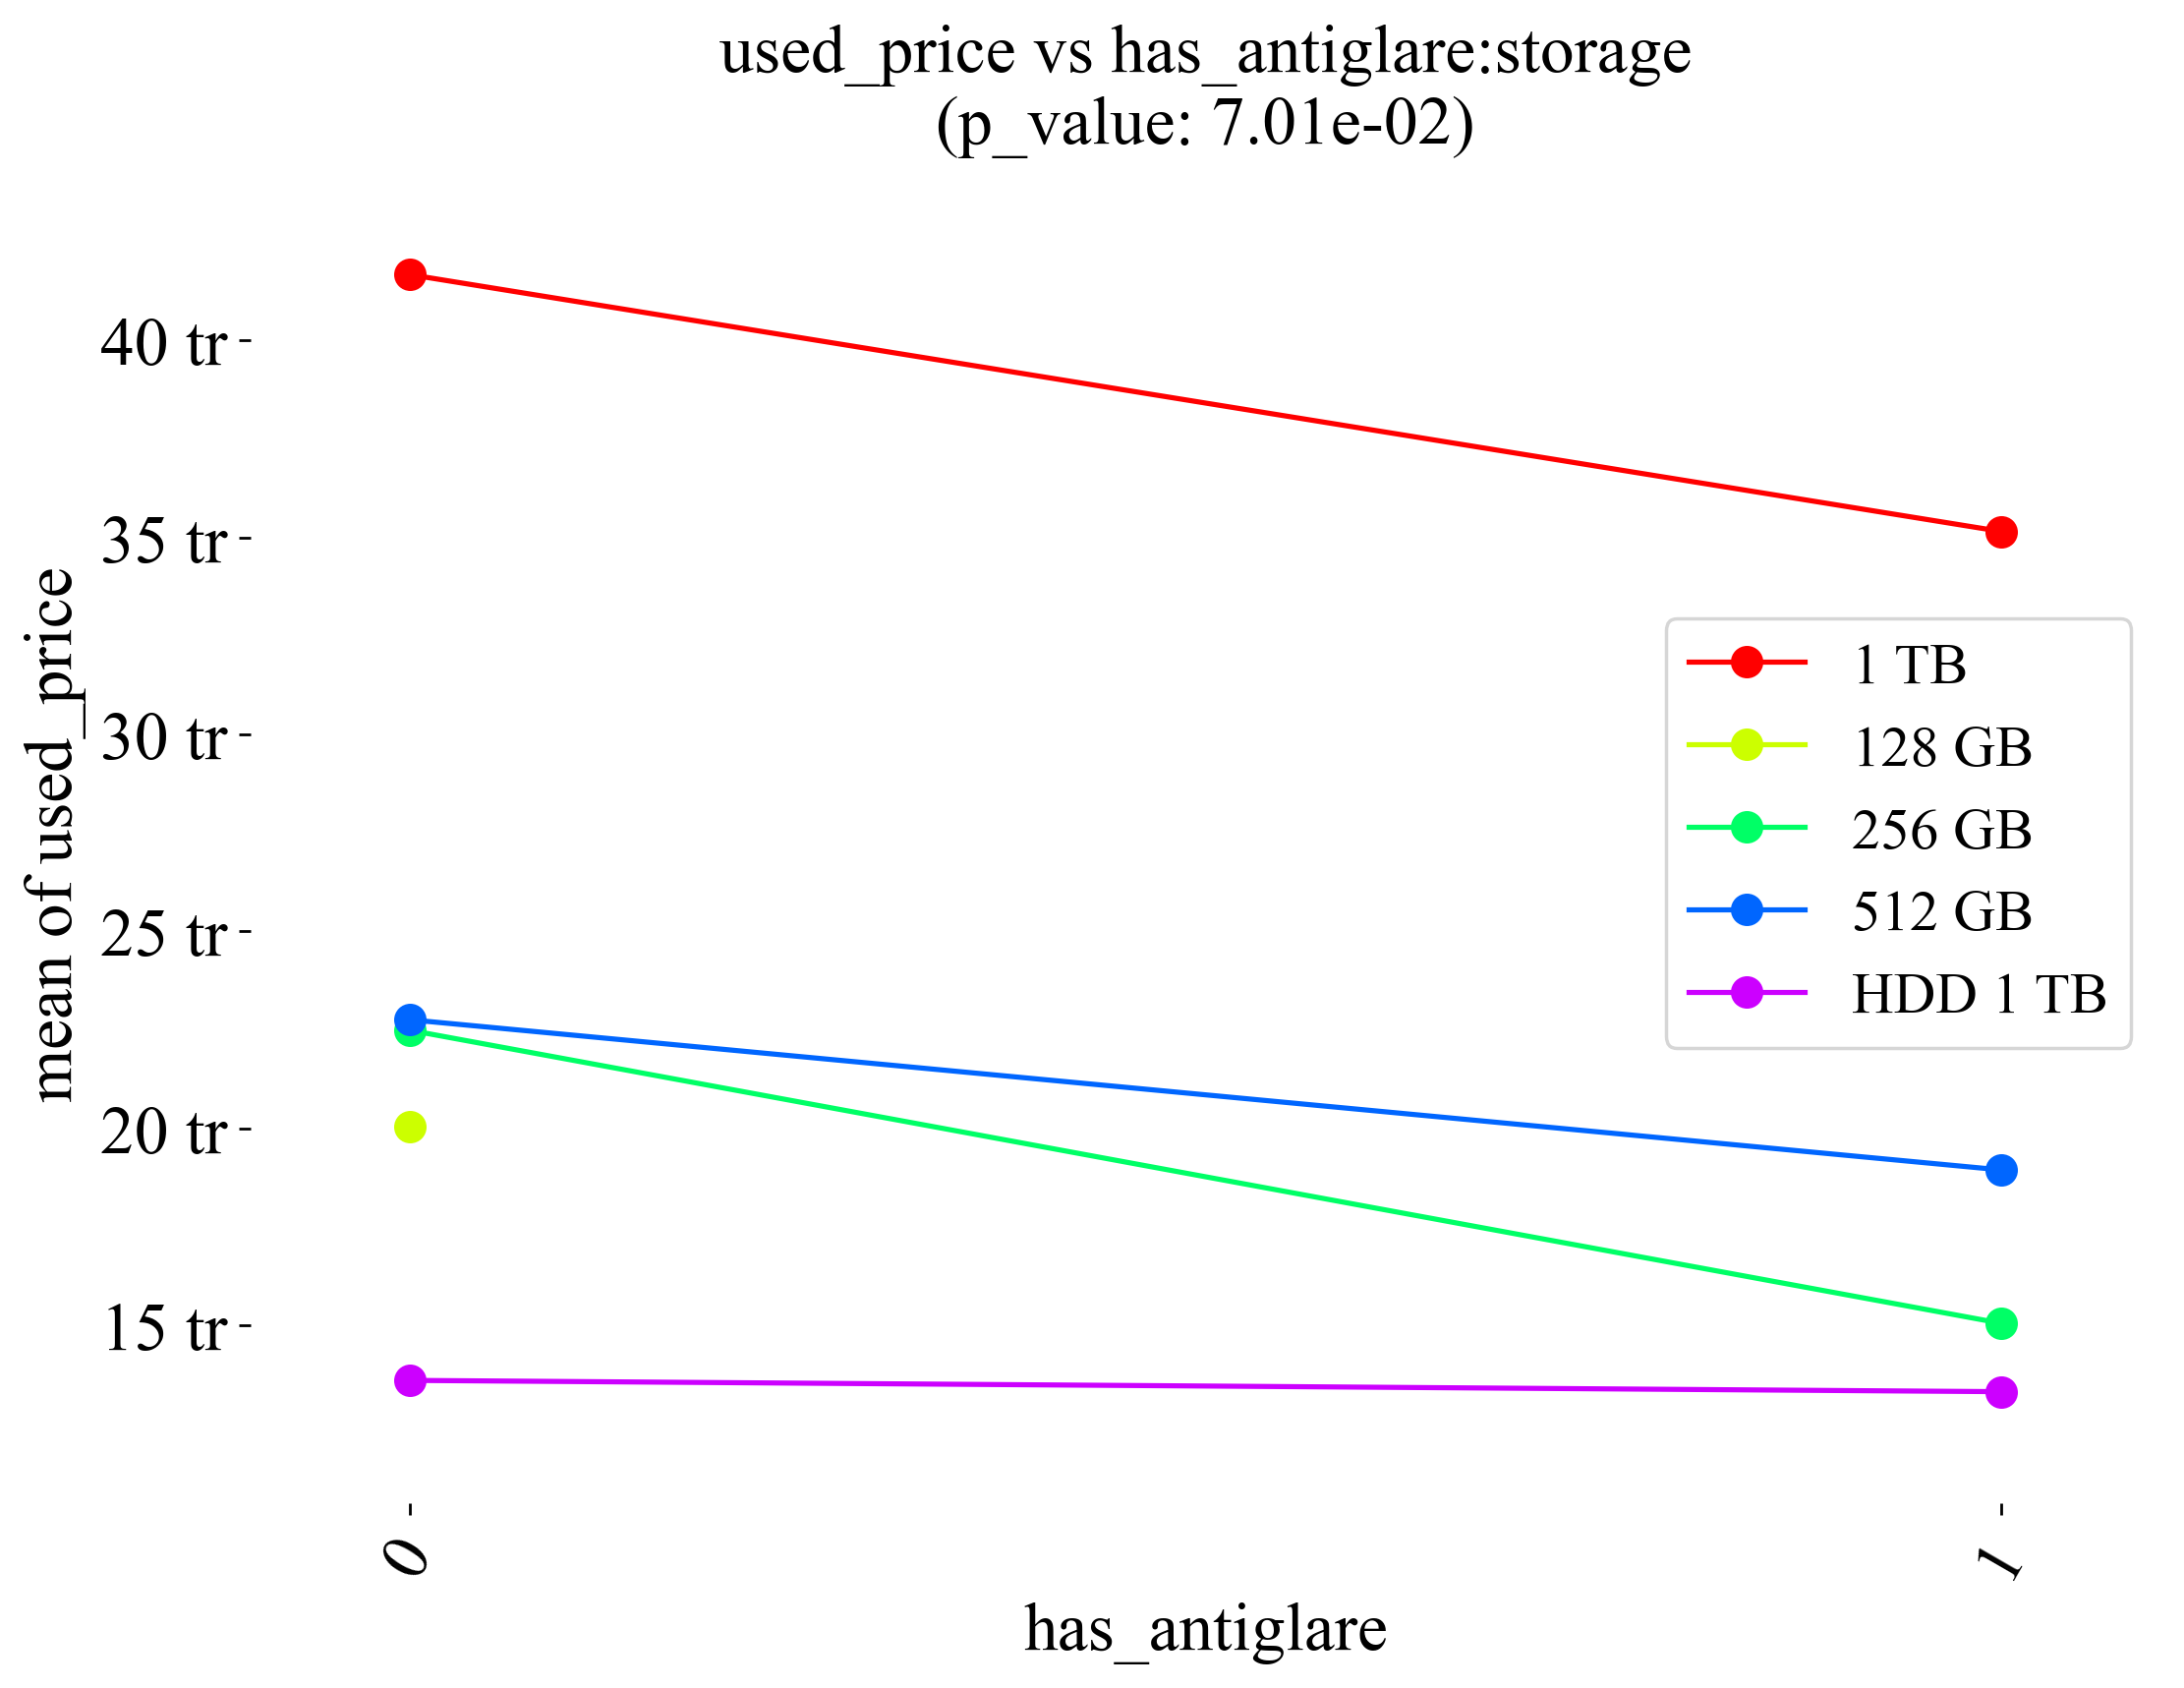 used_price vs has_antiglare:storage
(p_value: 7.01e-02)
mean of used_price
40 tr
35 tr
30 tr
25 tr
20 tr
15 tr
1 TB
128 GB
256 GB
512 GB
HDD 1 TB
0
1
has_antiglare